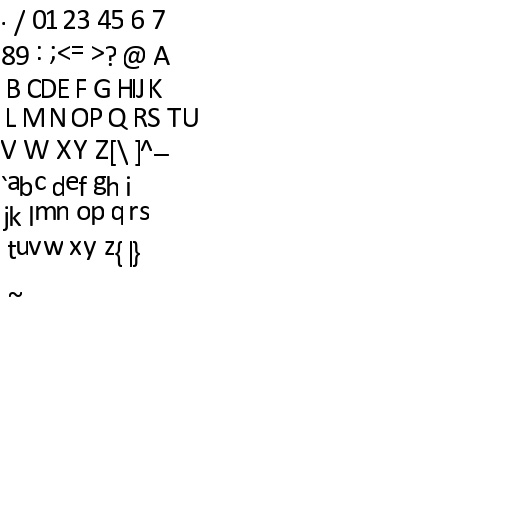 . / 01 23 45 6 7
89 : ;<= >? @ A
B CDE F G HIJ K
L M N OP Q RS TU
V W XY Z[\ ]^_
`abc def gh i
jk lmn op q rs
tuvw xy z{ |}
~